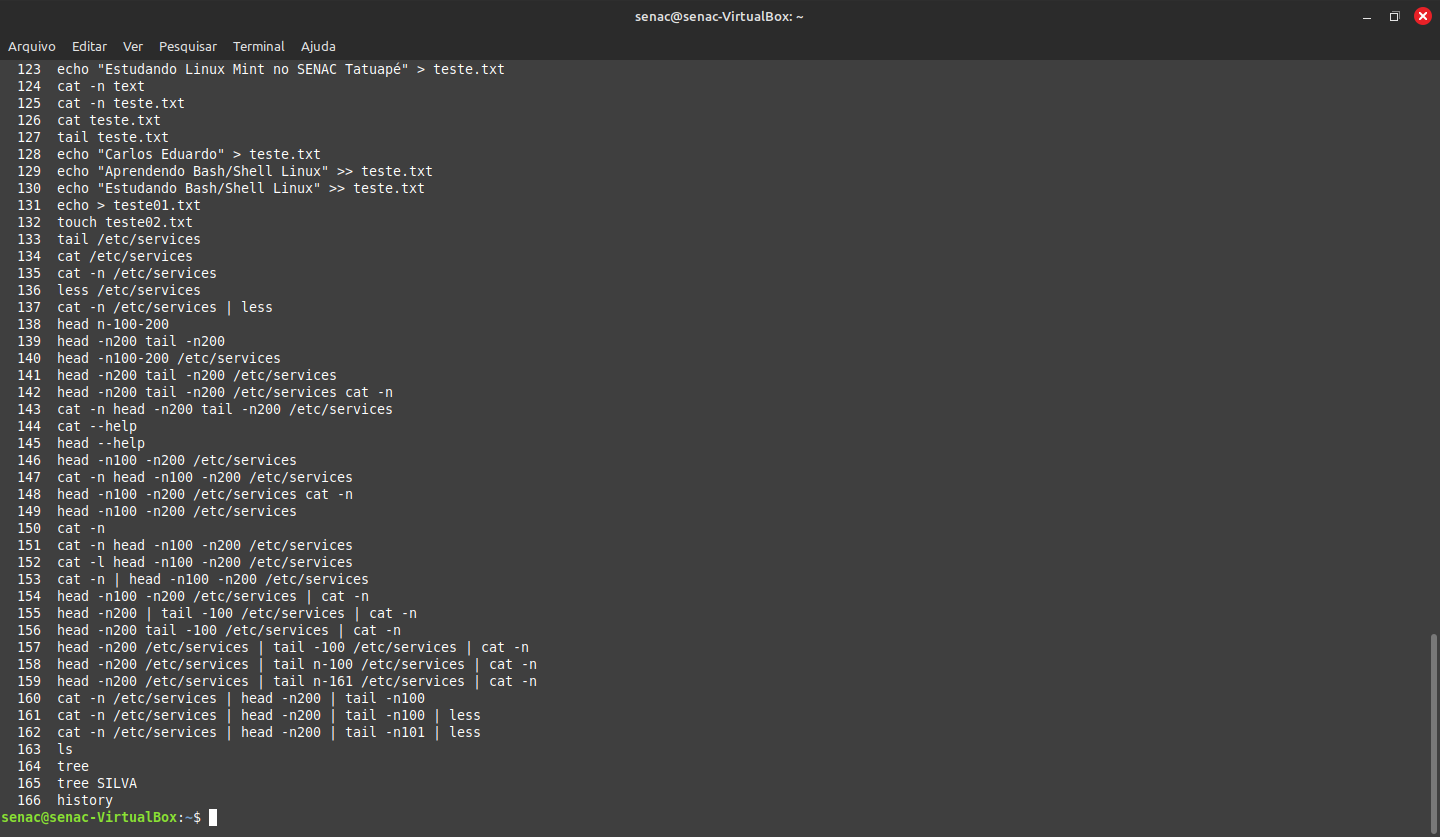 senac@senac-VirtualBox: ~
Arquivo Editar Ver Pesquisar Terminal Ajuda
123 echo "Estudando Linux Mint no SENAC Tatuapé" > teste.txt
124 cat -n text
125 cat -n teste.txt
126 cat teste.txt
127 tail teste.txt
128 echo "Carlos Eduardo" > teste.txt
129 echo "Aprendendo Bash/Shell Linux" >> teste.txt
130 echo "Estudando Bash/Shell Linux" >> teste.txt
131 echo > teste01.txt
132 touch teste02.txt
133 tail /etc/services
134 cat /etc/services
135 cat -n /etc/services
136 less /etc/services
137 cat -n /etc/services | less
138 head n-100-200
139 head -n200 tail -n200
140 head -n100-200 /etc/services
141 head -n200 tail -n200 /etc/services
142 head -n200 tail -n200 /etc/services cat -n
143 cat -n head -n200 tail -n200 /etc/services
144 cat --help
145 head --help
146 head -n100 -n200 /etc/services
147 cat -n head -n100 -n200 /etc/services
148 head -n100 -n200 /etc/services cat -n
149 head -n100 -n200 /etc/services
150 cat -n
151 cat -n head -n100 -n200 /etc/services
152 cat -l head -n100 -n200 /etc/services
153 cat -n | head -n100 -n200 /etc/services
154 head -n100 -n200 /etc/services | cat -n
155 head -n200 | tail -100 /etc/services | cat -n
156 head -n200 tail -100 /etc/services | cat -n
157 head -n200 /etc/services | tail -100 /etc/services | cat -n
158 head -n200 /etc/services | tail n-100 /etc/services | cat -n
159 head -n200 /etc/services | tail n-161 /etc/services | cat -n
160 cat -n /etc/services | head -n200 | tail -n100
161 cat -n /etc/services | head -n200 | tail -n100 | less
162 cat -n /etc/services | head -n200 | tail -n101 | less
163 ls
164 tree
165 tree SILVA
166 history
senac@senac-VirtualBox:~$